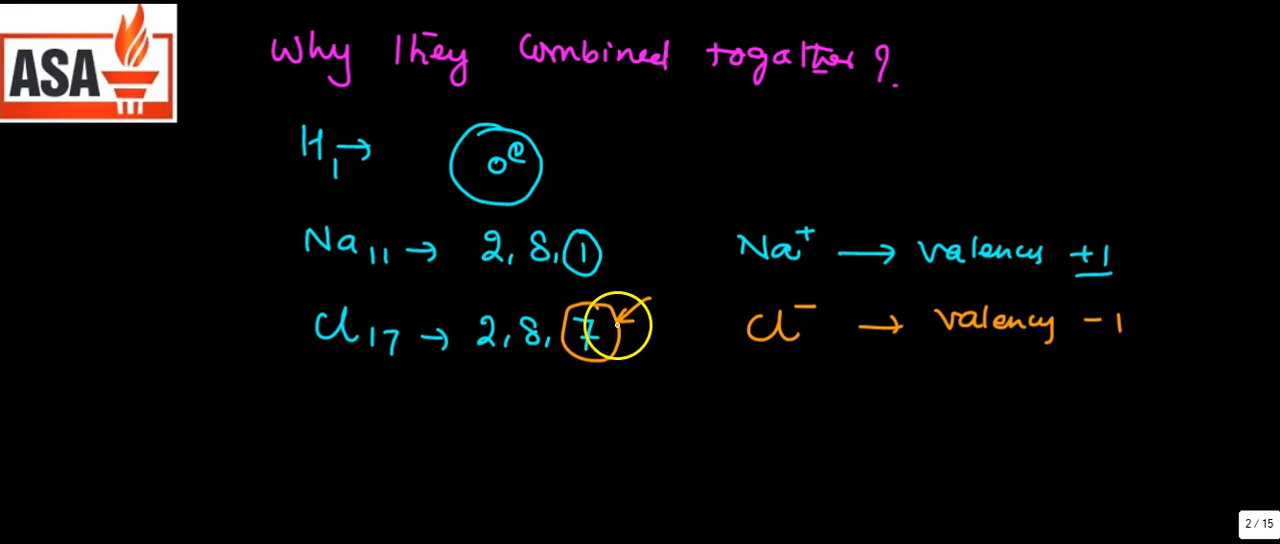 ASA
Why they combined togather ?
H₁ →  e
Na₁₁ → 2, 8, 1  Na⁺ → valency +1
Cl₁₇ → 2, 8, 7  Cl⁻ → valency -1
2 / 15